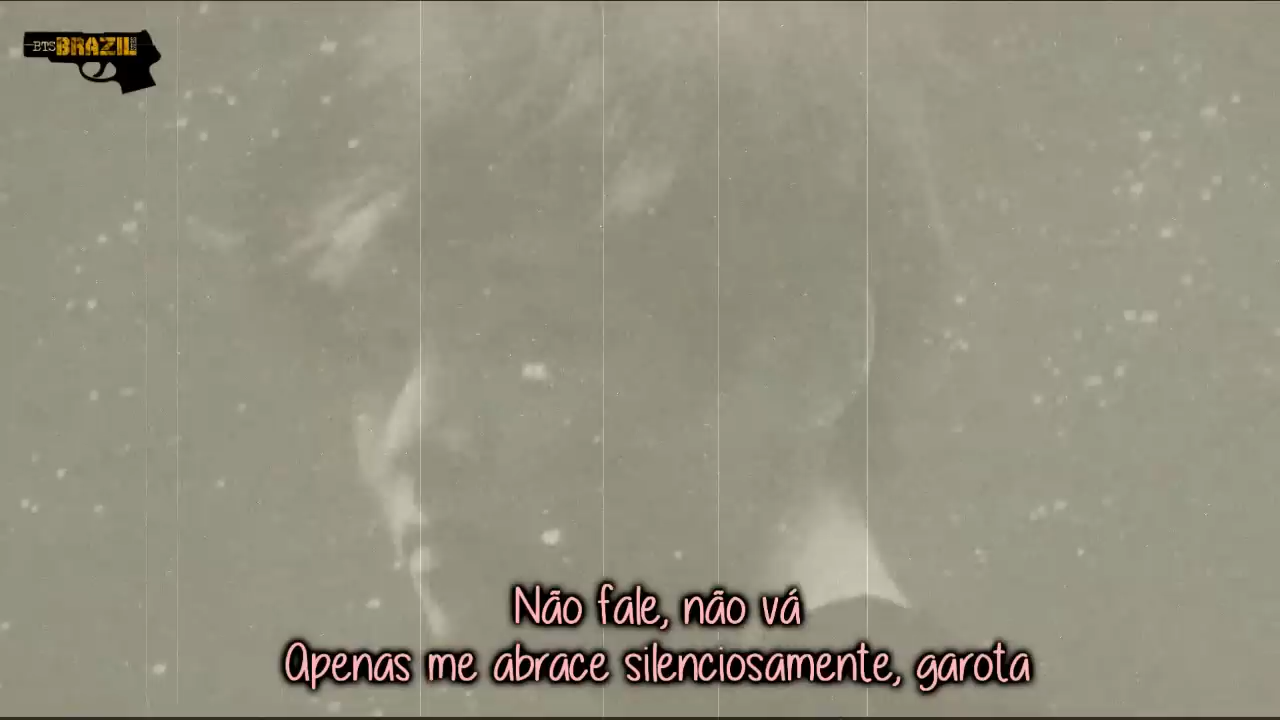 BTS BRAZIL
Não fale, não vá
Apenas me abrace silenciosamente, garota